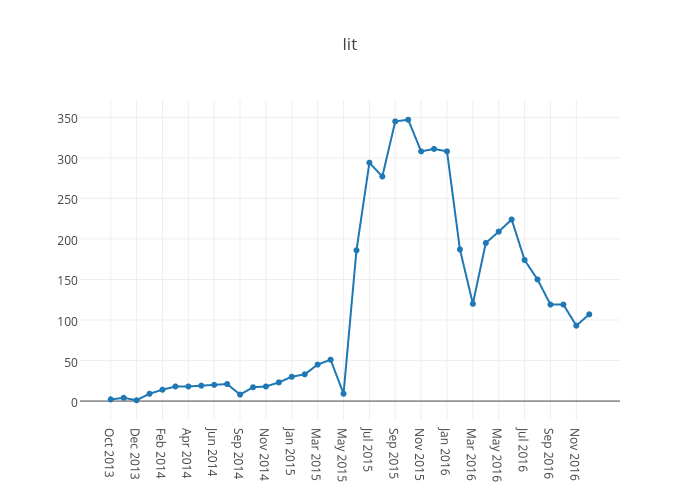 lit
350
300
250
200
150
100
50
0
Oct 2013
Dec 2013
Feb 2014
Apr 2014
Jun 2014
Sep 2014
Nov 2014
Jan 2015
Mar 2015
May 2015
Jul 2015
Sep 2015
Nov 2015
Jan 2016
Mar 2016
May 2016
Jul 2016
Sep 2016
Nov 2016